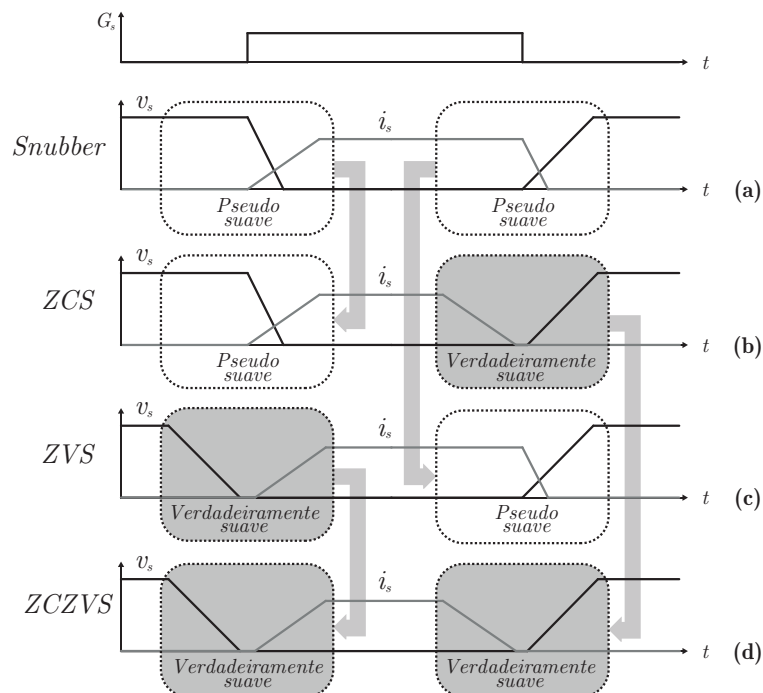 G_s
t
v_s
i_s
Snubber
t
(a)
Pseudo
suave
Pseudo
suave
v_s
i_s
ZCS
t
(b)
Pseudo
suave
Verdadeiramente
suave
v_s
i_s
ZVS
t
(c)
Verdadeiramente
suave
Pseudo
suave
v_s
i_s
ZCZVS
t
(d)
Verdadeiramente
suave
Verdadeiramente
suave